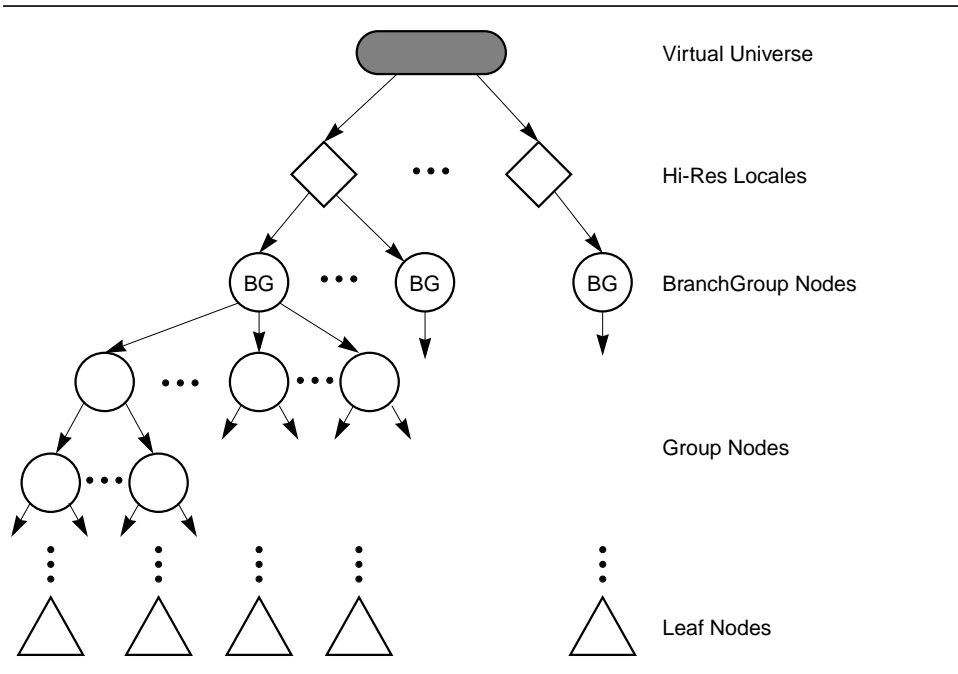 Virtual Universe
Hi-Res Locales
BG
BG
BG
BranchGroup Nodes
Group Nodes
Leaf Nodes